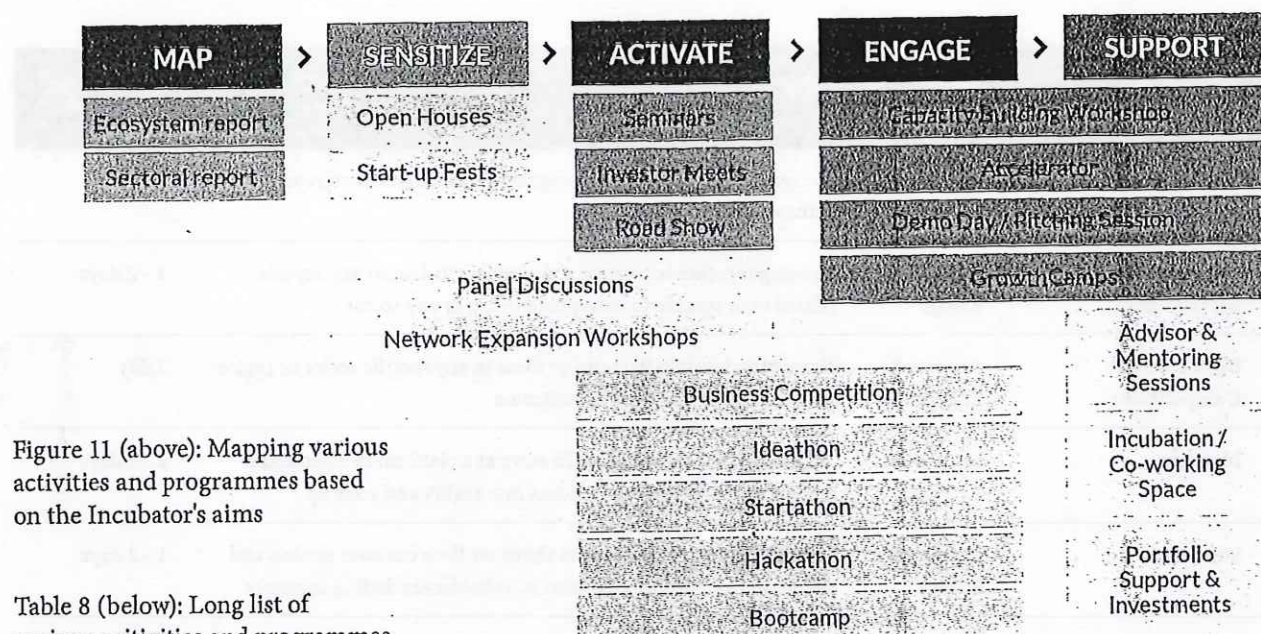 MAP > SENSITIZE > ACTIVATE > ENGAGE > SUPPORT
Ecosystem report
Sectoral report
Open Houses
Start-up Fests
Seminars
Investor Meets
Road Show
Capacity Building Workshop
Accelerator
Demo Day / Pitching Session
Growth Camps
Panel Discussions
Network Expansion Workshops
Business Competition
Ideathon
Startathon
Hackathon
Bootcamp
Advisor &
Mentoring
Sessions
Incubation /
Co-working
Space
Portfolio
Support &
Investments
Figure 11 (above): Mapping various
activities and programmes based
on the Incubator's aims
Table 8 (below): Long list of